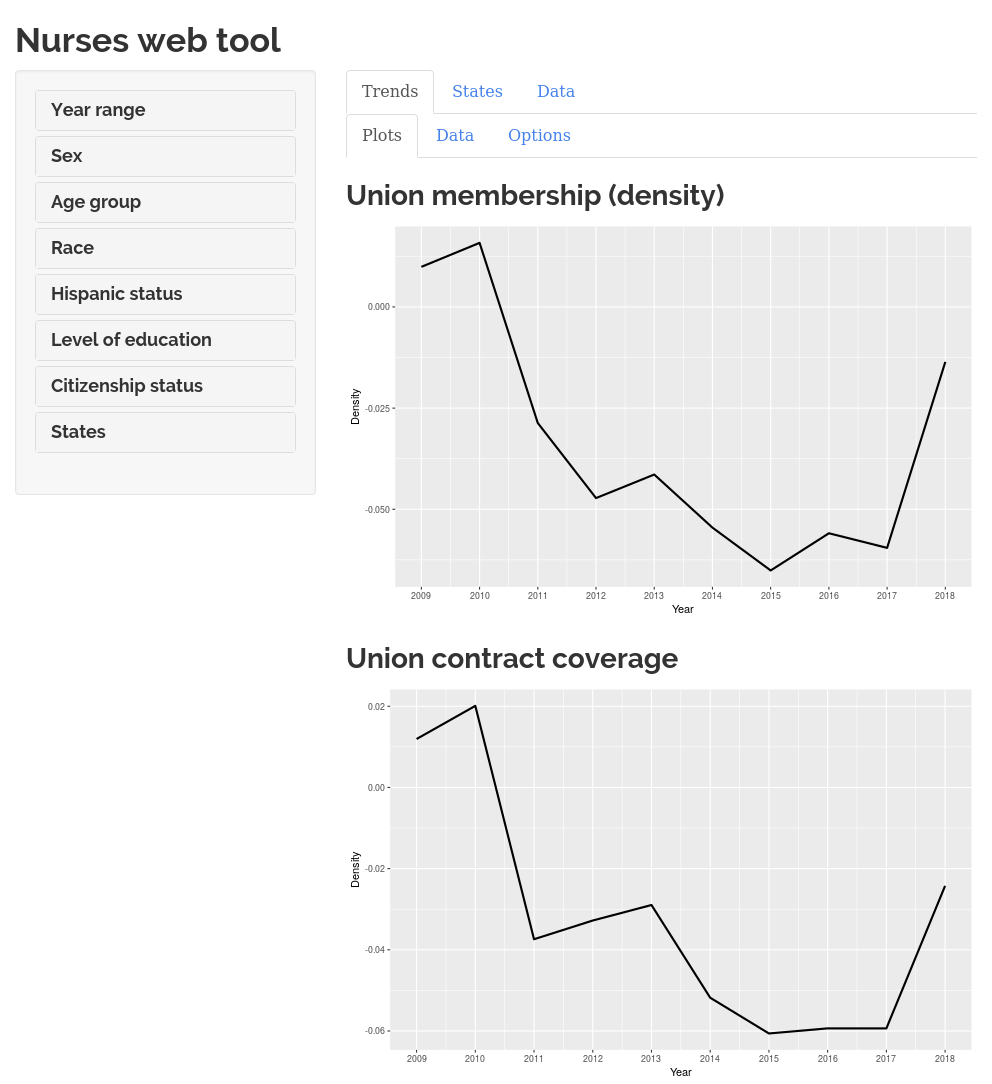 Nurses web tool
Year range
Sex
Age group
Race
Hispanic status
Level of education
Citizenship status
States
Trends States Data
Plots Data Options
Union membership (density)
0.000
-0.025
-0.050
Density
2009 2010 2011 2012 2013 2014 2015 2016 2017 2018
Year
Union contract coverage
0.02
0.00
-0.02
-0.04
-0.06
Density
2009 2010 2011 2012 2013 2014 2015 2016 2017 2018
Year